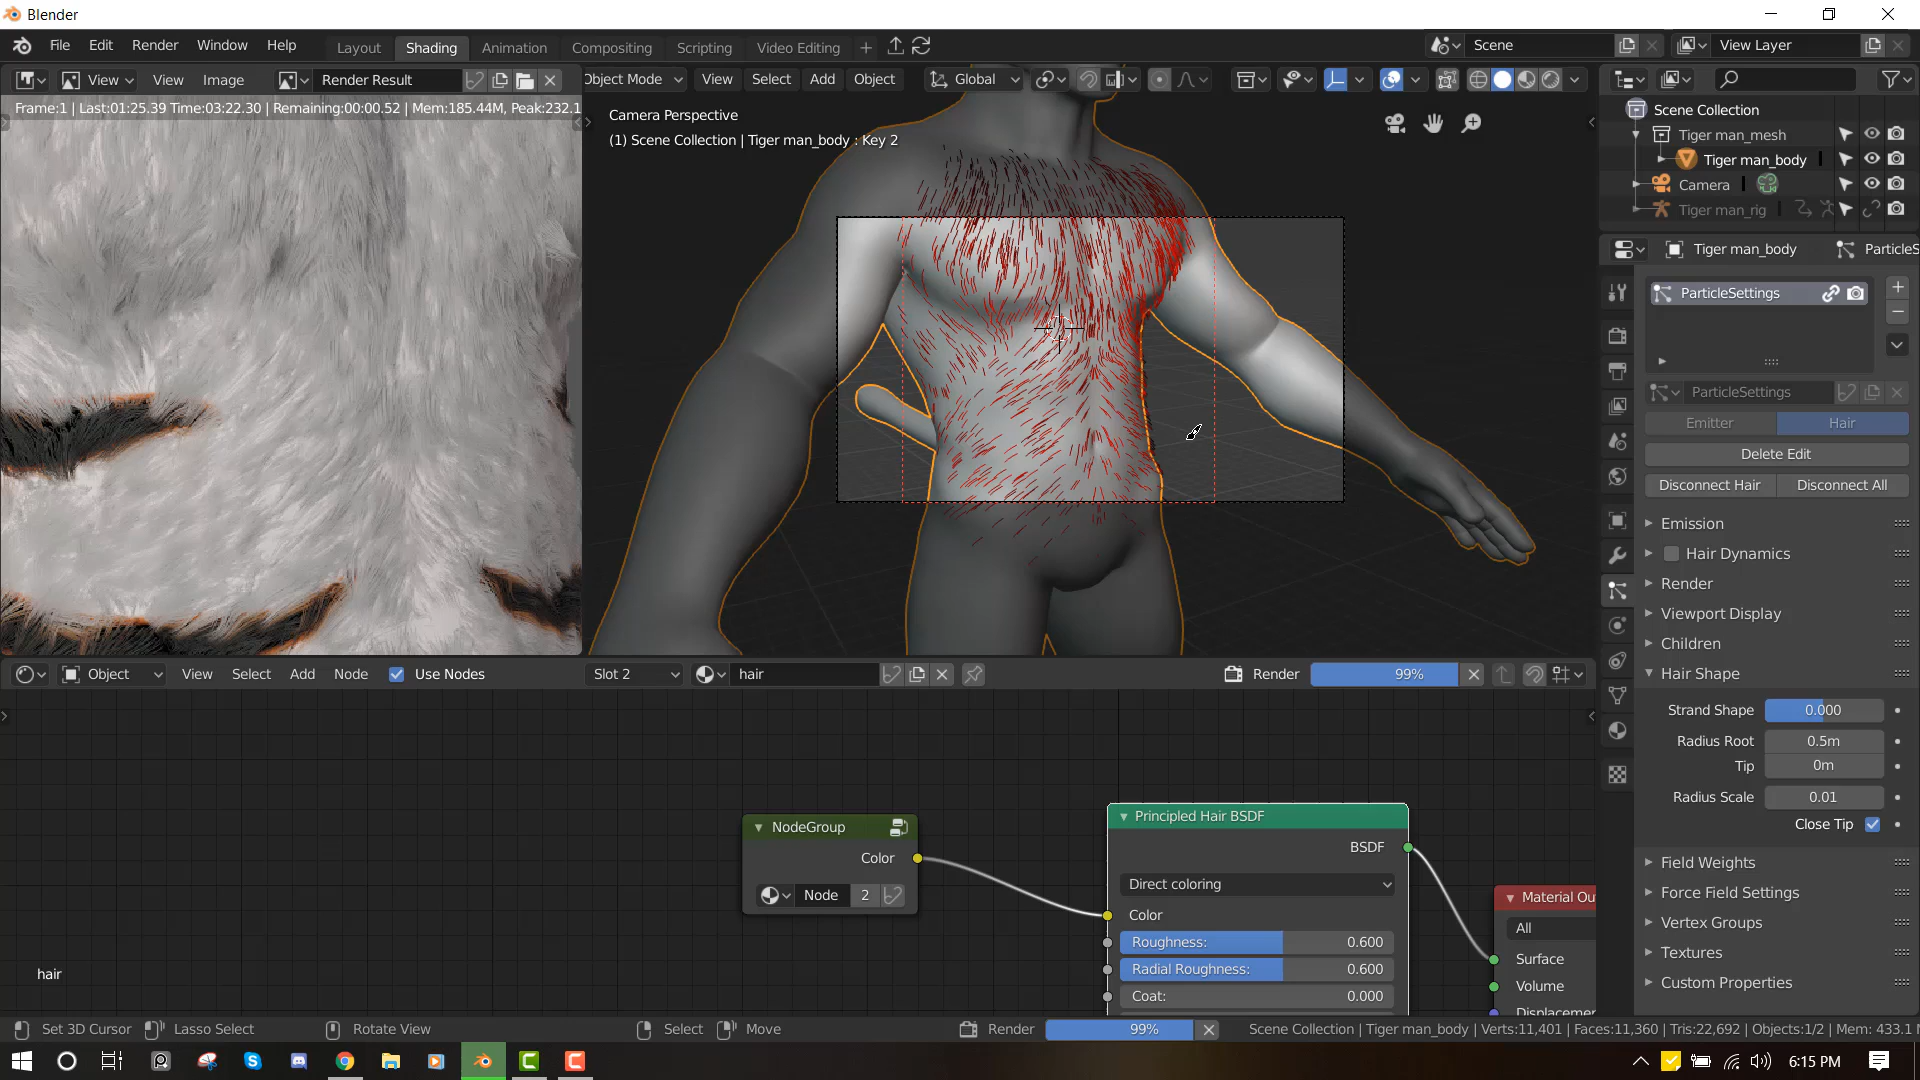 Blender
File Edit Render Window Help Layout Shading Animation Compositing Scripting Video Editing + Scene View Layer
View View Image Render Result Object Mode View Select Add Object Global
Frame:1 | Last:01:25.39 Time:03:22.30 | Remaining:00:00.52 | Mem:185.44M, Peak:232.1
Camera Perspective
(1) Scene Collection | Tiger man_body : Key 2
Scene Collection
Tiger man_mesh
Tiger man_body
Camera
Tiger man_rig
Tiger man_body ParticleS
ParticleSettings
ParticleSettings
Emitter Hair
Delete Edit
Disconnect Hair Disconnect All
Emission
Hair Dynamics
Render
Viewport Display
Children
Hair Shape
Strand Shape 0.000
Radius Root 0.5m
Tip 0m
Radius Scale 0.01
Close Tip
Field Weights
Force Field Settings
Vertex Groups
Textures
Custom Properties
Object View Select Add Node Use Nodes Slot 2 hair Render 99%
NodeGroup
Color
Node 2
Principled Hair BSDF
BSDF
Direct coloring
Color
Roughness: 0.600
Radial Roughness: 0.600
Coat: 0.000
Material Ou
All
Surface
Volume
Displacemen
hair
Set 3D Cursor Lasso Select Rotate View Select Move Render 99% Scene Collection | Tiger man_body | Verts:11,401 | Faces:11,360 | Tris:22,692 | Objects:1/2 | Mem: 433.1
6:15 PM